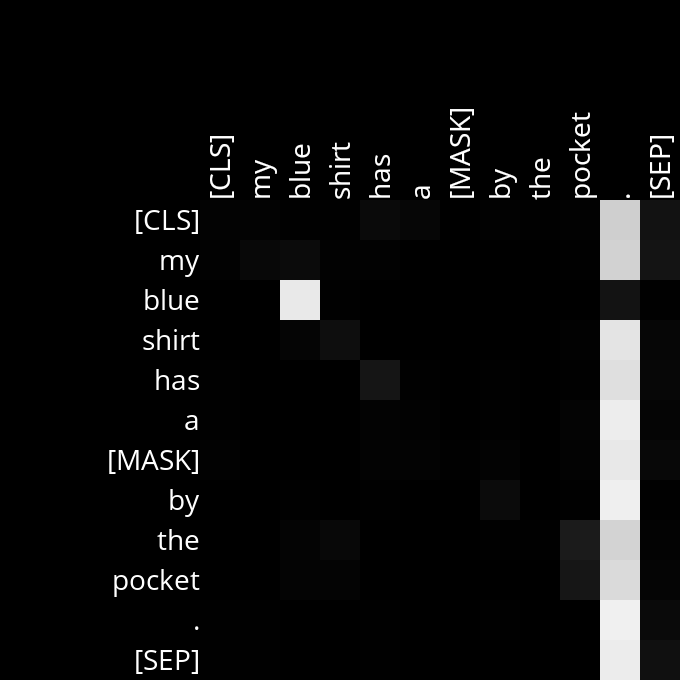 [CLS] my blue shirt has a [MASK] by the pocket . [SEP]
[CLS]
my
blue
shirt
has
a
[MASK]
by
the
pocket
.
[SEP]